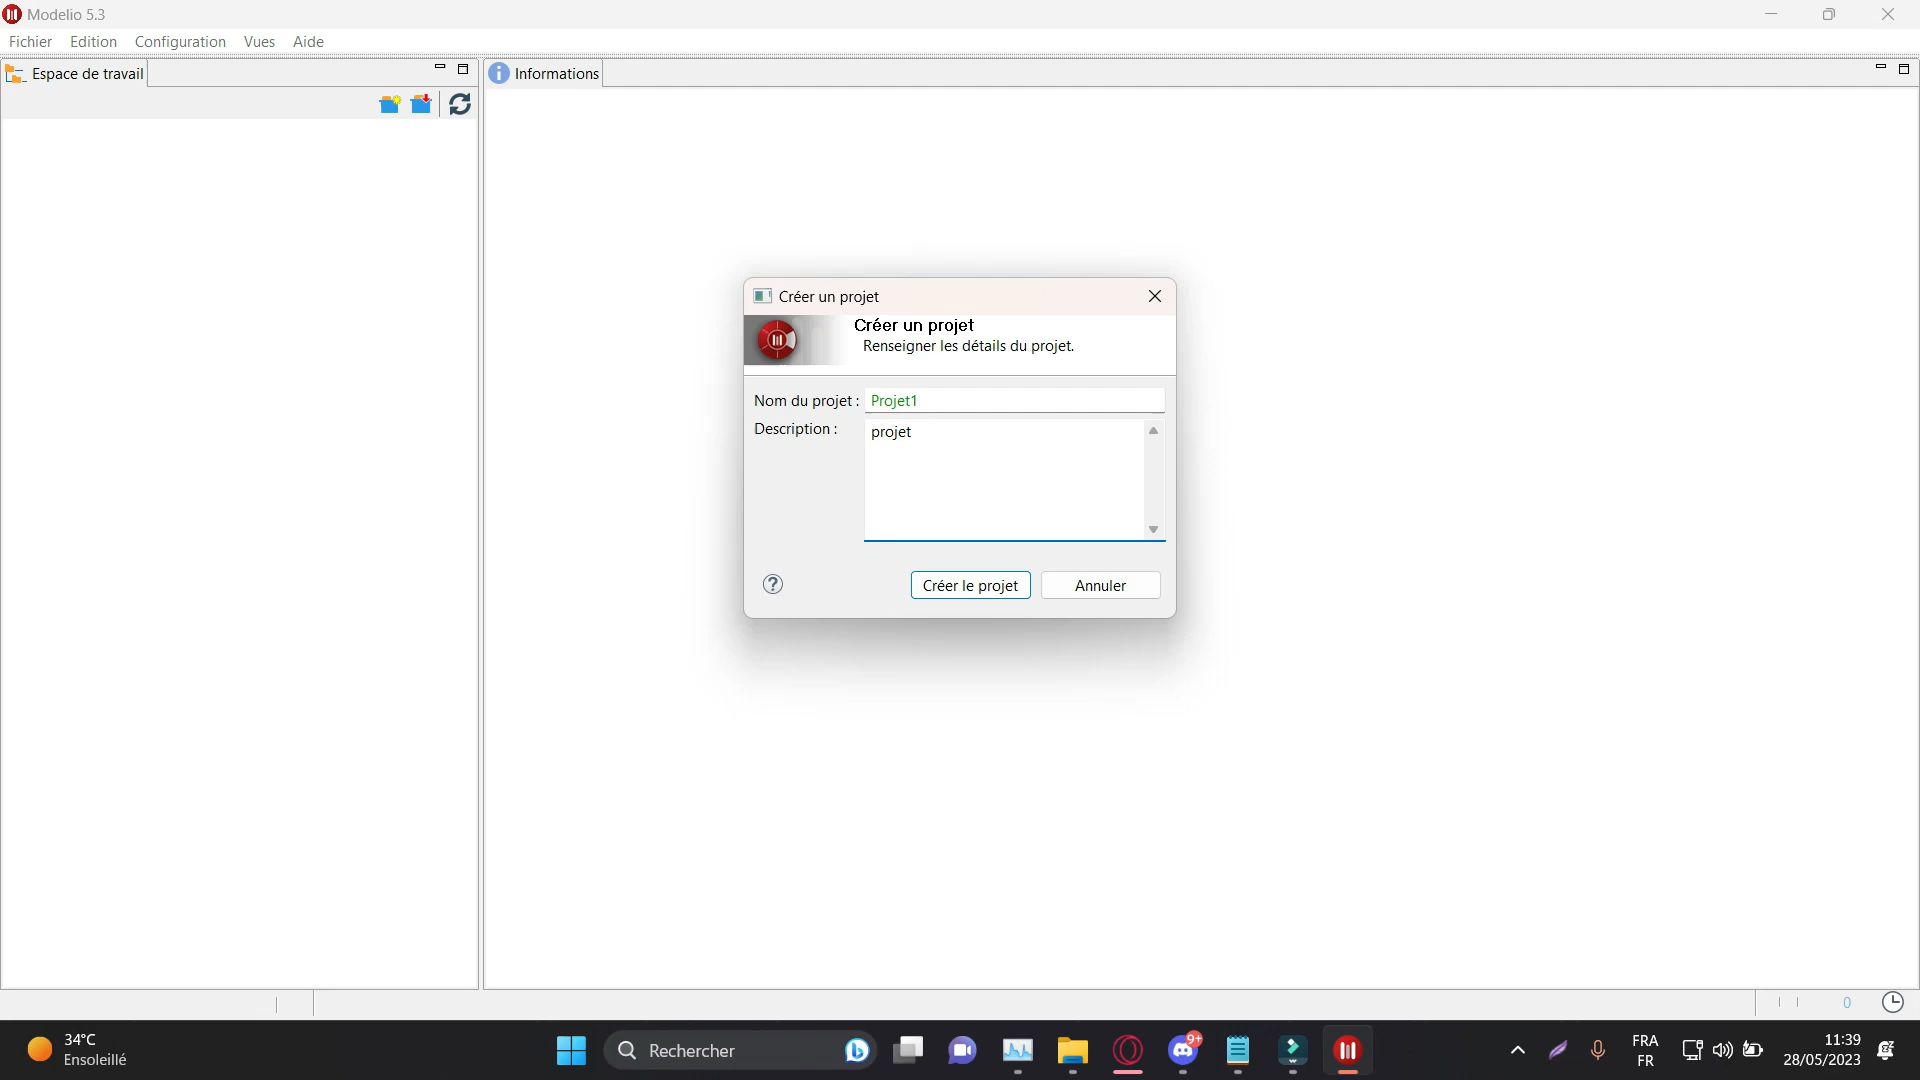 Modelio 5.3
Fichier Edition Configuration Vues Aide
Espace de travail
Informations
Créer un projet
Créer un projet
Renseigner les détails du projet.
Nom du projet : Projet1
Description : projet
Créer le projet
Annuler
0
34°C
Ensoleillé
Rechercher
9+
FRA
FR
11:39
28/05/2023